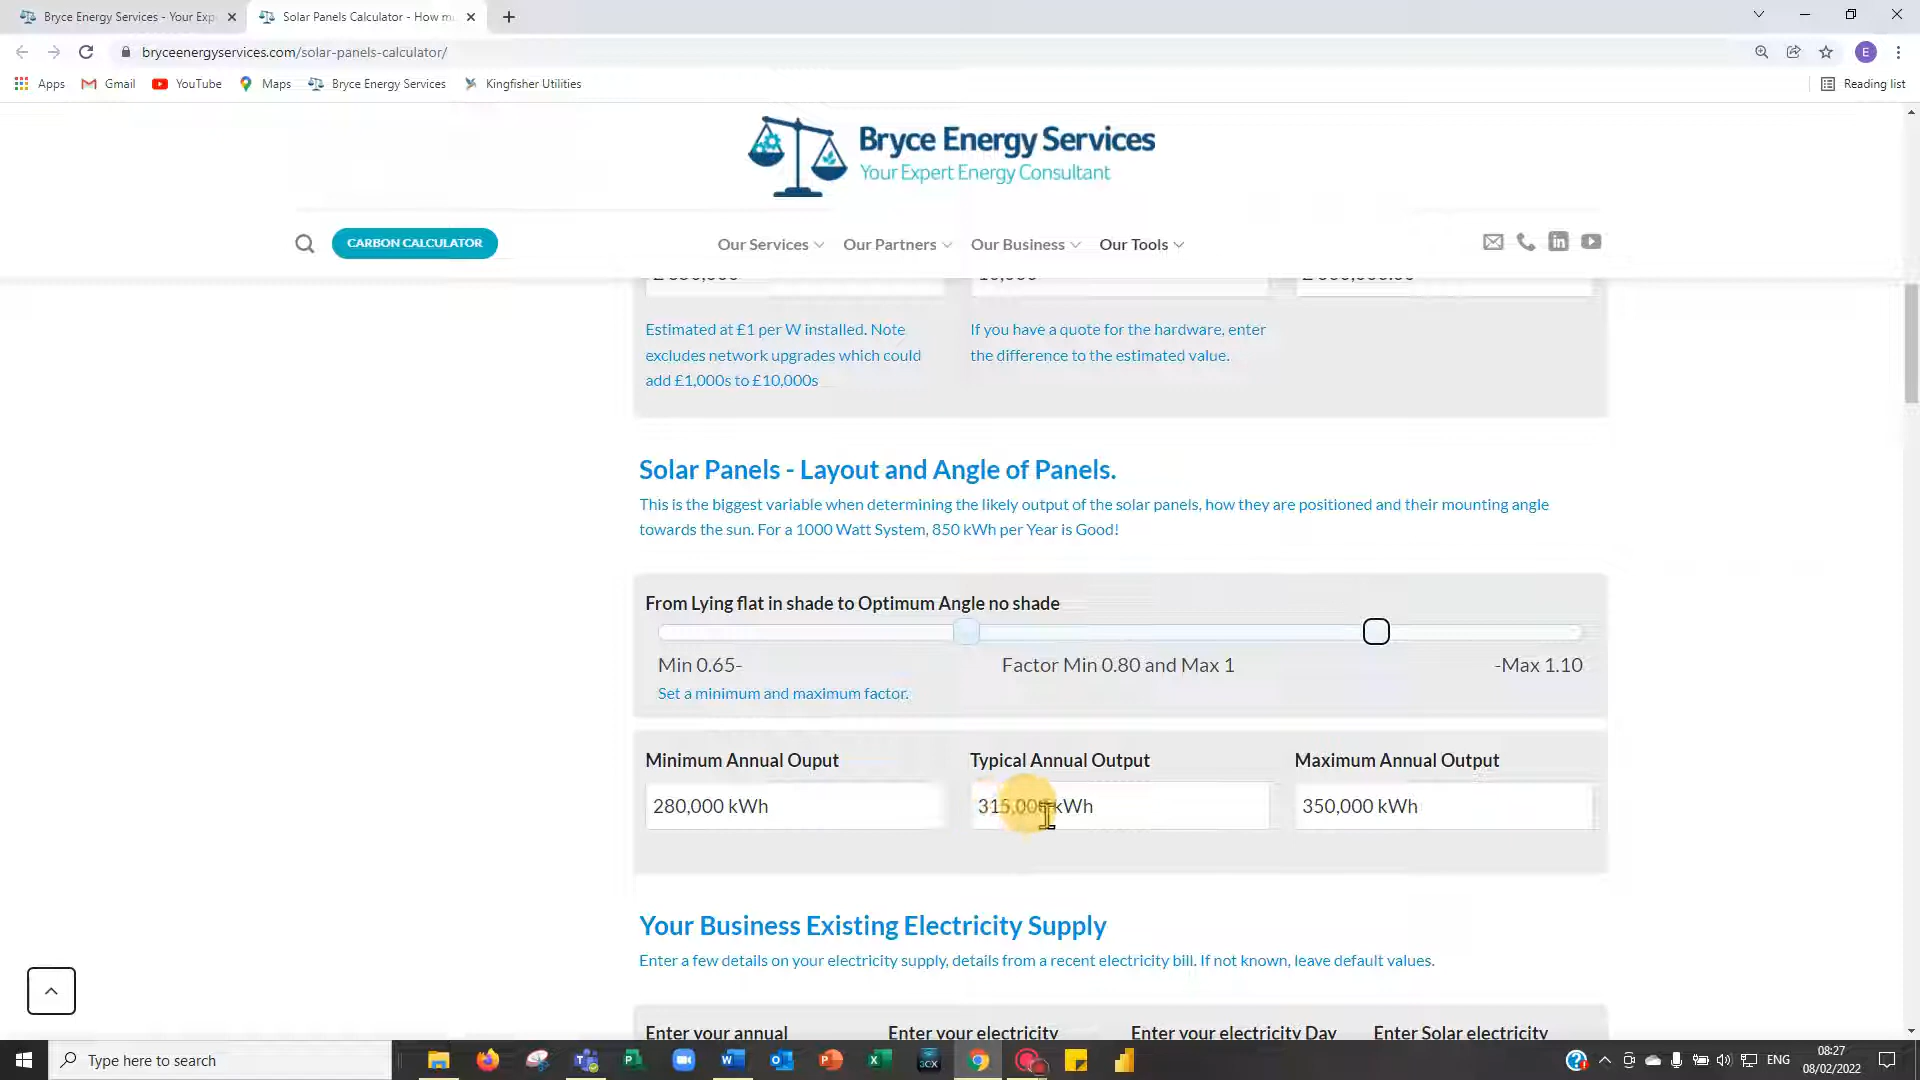 Bryce Energy Services - Your Exp
Solar Panels Calculator - How m
bryceenergyservices.com/solar-panels-calculator/
E
Apps
Gmail
YouTube
Maps
Bryce Energy Services
Kingfisher Utilities
Reading list
Bryce Energy Services
Your Expert Energy Consultant
CARBON CALCULATOR
Our Services
Our Partners
Our Business
Our Tools
Estimated at £1 per W installed. Note
excludes network upgrades which could
add £1,000s to £10,000s
If you have a quote for the hardware, enter
the difference to the estimated value.
Solar Panels - Layout and Angle of Panels.
This is the biggest variable when determining the likely output of the solar panels, how they are positioned and their mounting angle
towards the sun. For a 1000 Watt System, 850 kWh per Year is Good!
From Lying flat in shade to Optimum Angle no shade
Min 0.65-
Factor Min 0.80 and Max 1
-Max 1.10
Set a minimum and maximum factor.
Minimum Annual Ouput
Typical Annual Output
Maximum Annual Output
280,000 kWh
315,000 kWh
350,000 kWh
Your Business Existing Electricity Supply
Enter a few details on your electricity supply, details from a recent electricity bill. If not known, leave default values.
Enter your annual
Enter your electricity
Enter your electricity Day
Enter Solar electricity
Type here to search
3CX
ENG
08:27
08/02/2022